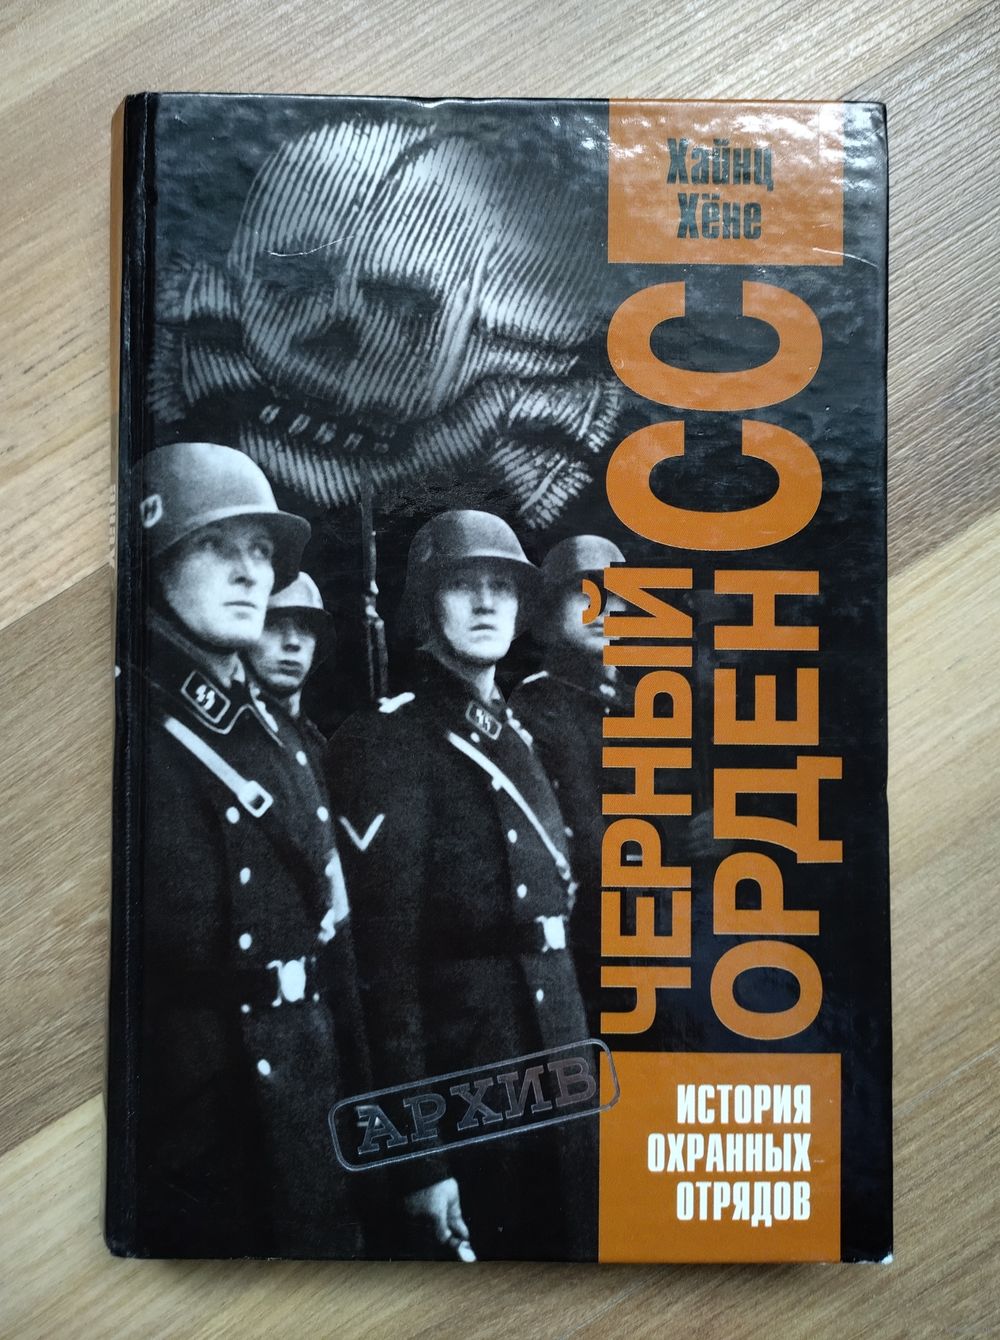 Хайнц
Хёне
ЧЕРНЫЙ
ОРДЕН СС
ИСТОРИЯ
ОХРАННЫХ
ОТРЯДОВ
АРХИВ